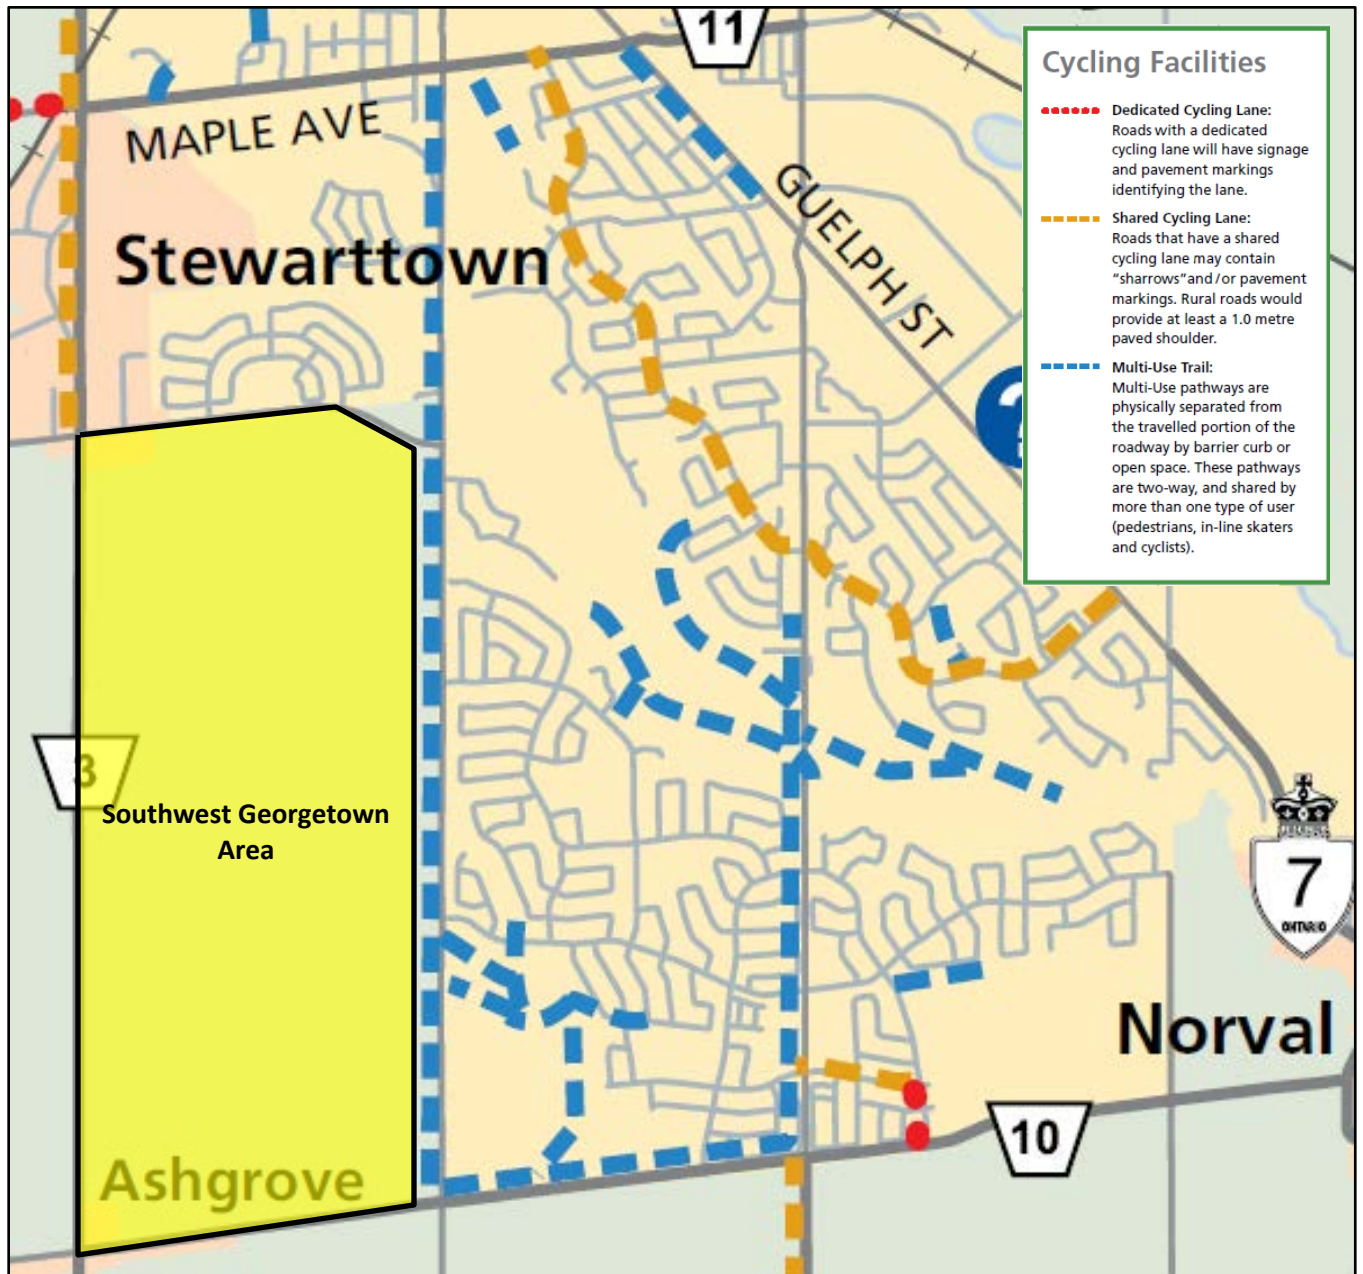 11
MAPLE AVE
GUELPH ST
Stewarttown
Cycling Facilities
Dedicated Cycling Lane:
Roads with a dedicated
cycling lane will have signage
and pavement markings
identifying the lane.
Shared Cycling Lane:
Roads that have a shared
cycling lane may contain
“sharrows”and/or pavement
markings. Rural roads would
provide at least a 1.0 metre
paved shoulder.
Multi-Use Trail:
Multi-Use pathways are
physically separated from
the travelled portion of the
roadway by barrier curb or
open space. These pathways
are two-way, and shared by
more than one type of user
(pedestrians, in-line skaters
and cyclists).
?
3
Southwest Georgetown
Area
7
ONTARIO
Norval
10
Ashgrove